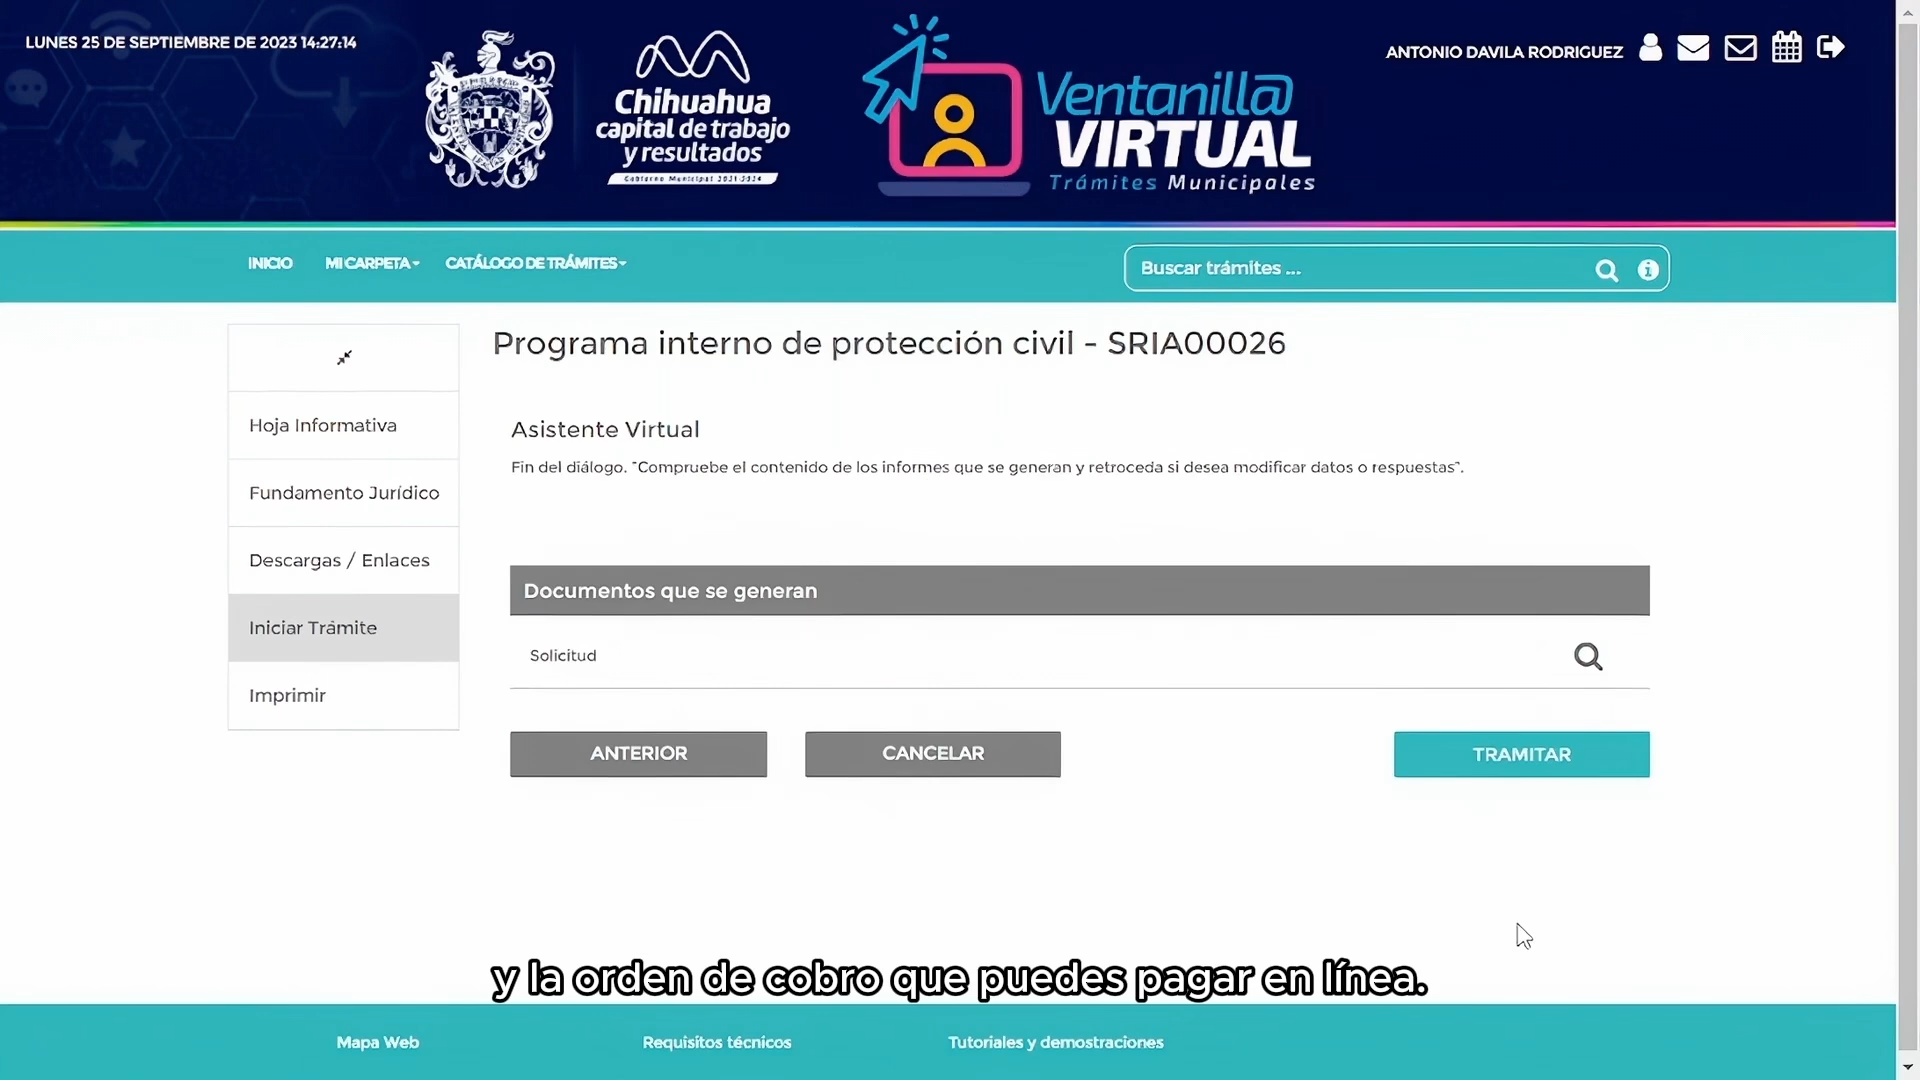 LUNES 25 DE SEPTIEMBRE DE 2023 14:27:14
Chihuahua
capital de trabajo
y resultados
Gobierno Municipal 2021-2024
Ventanill@
VIRTUAL
Trámites Municipales
ANTONIO DAVILA RODRIGUEZ
INICIO
MI CARPETA
CATÁLOGO DE TRÁMITES
Buscar trámites ...
Hoja Informativa
Fundamento Jurídico
Descargas / Enlaces
Iniciar Trámite
Imprimir
Programa interno de protección civil - SRIA00026
Asistente Virtual
Fin del diálogo. "Compruebe el contenido de los informes que se generan y retroceda si desea modificar datos o respuestas".
Documentos que se generan
Solicitud
ANTERIOR
CANCELAR
TRAMITAR
y la orden de cobro que puedes pagar en línea.
Mapa Web
Requisitos técnicos
Tutoriales y demostraciones